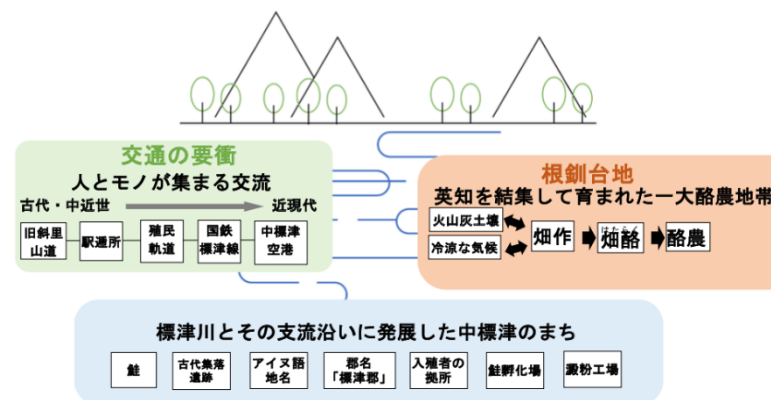 交通の要衝
人とモノが集まる交流
古代・中近世
近現代
旧斜里
山道
駅逓所
殖民
軌道
国鉄
標津線
中標津
空港
根釧台地
英知を結集して育まれた一大酪農地帯
火山灰土壌
冷涼な気候
畑作
はたらく
畑酪
酪農
標津川とその支流沿いに発展した中標津のまち
鮭
古代集落
遺跡
アイヌ語
地名
郡名
「標津郡」
入殖者の
拠所
鮭孵化場
澱粉工場